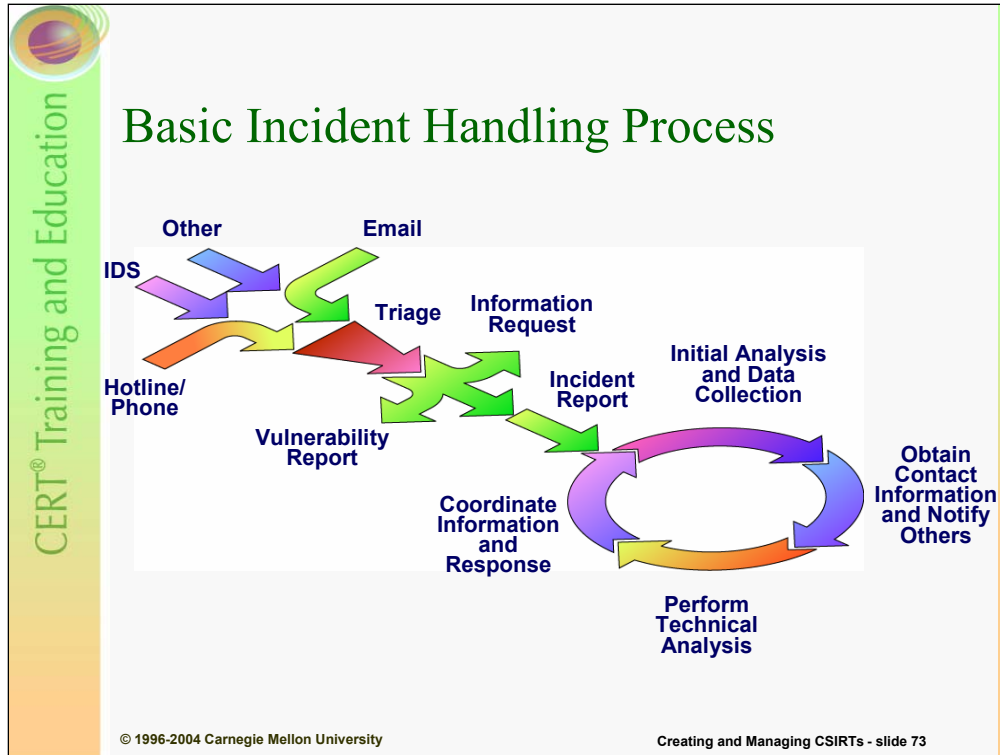 CERT® Training and Education
Basic Incident Handling Process
Other
Email
IDS
Triage
Information
Request
Hotline/
Phone
Vulnerability
Report
Incident
Report
Initial Analysis
and Data
Collection
Obtain
Contact
Information
and Notify
Others
Coordinate
Information
and
Response
Perform
Technical
Analysis
© 1996-2004 Carnegie Mellon University
Creating and Managing CSIRTs - slide 73